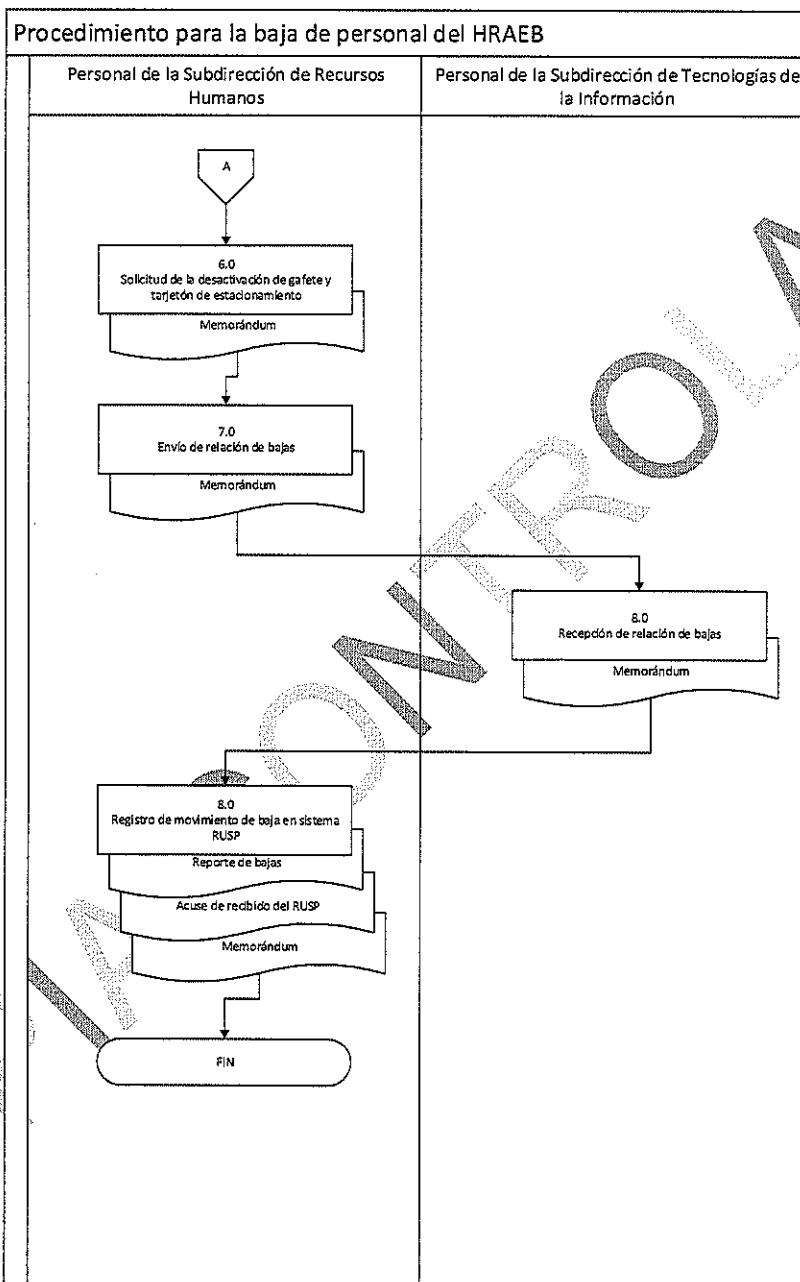 Procedimiento para la baja de personal del HRAEB
Personal de la Subdirección de Recursos
Humanos
Personal de la Subdirección de Tecnologías de
la Información
A
6.0
Solicitud de la desactivación de gafete y
tarjetón de estacionamiento
Memorándum
7.0
Envío de relación de bajas
Memorándum
8.0
Recepción de relación de bajas
Memorándum
8.0
Registro de movimiento de baja en sistema
RUSP
Reporte de bajas
Acuse de recibido del RUSP
Memorándum
FIN